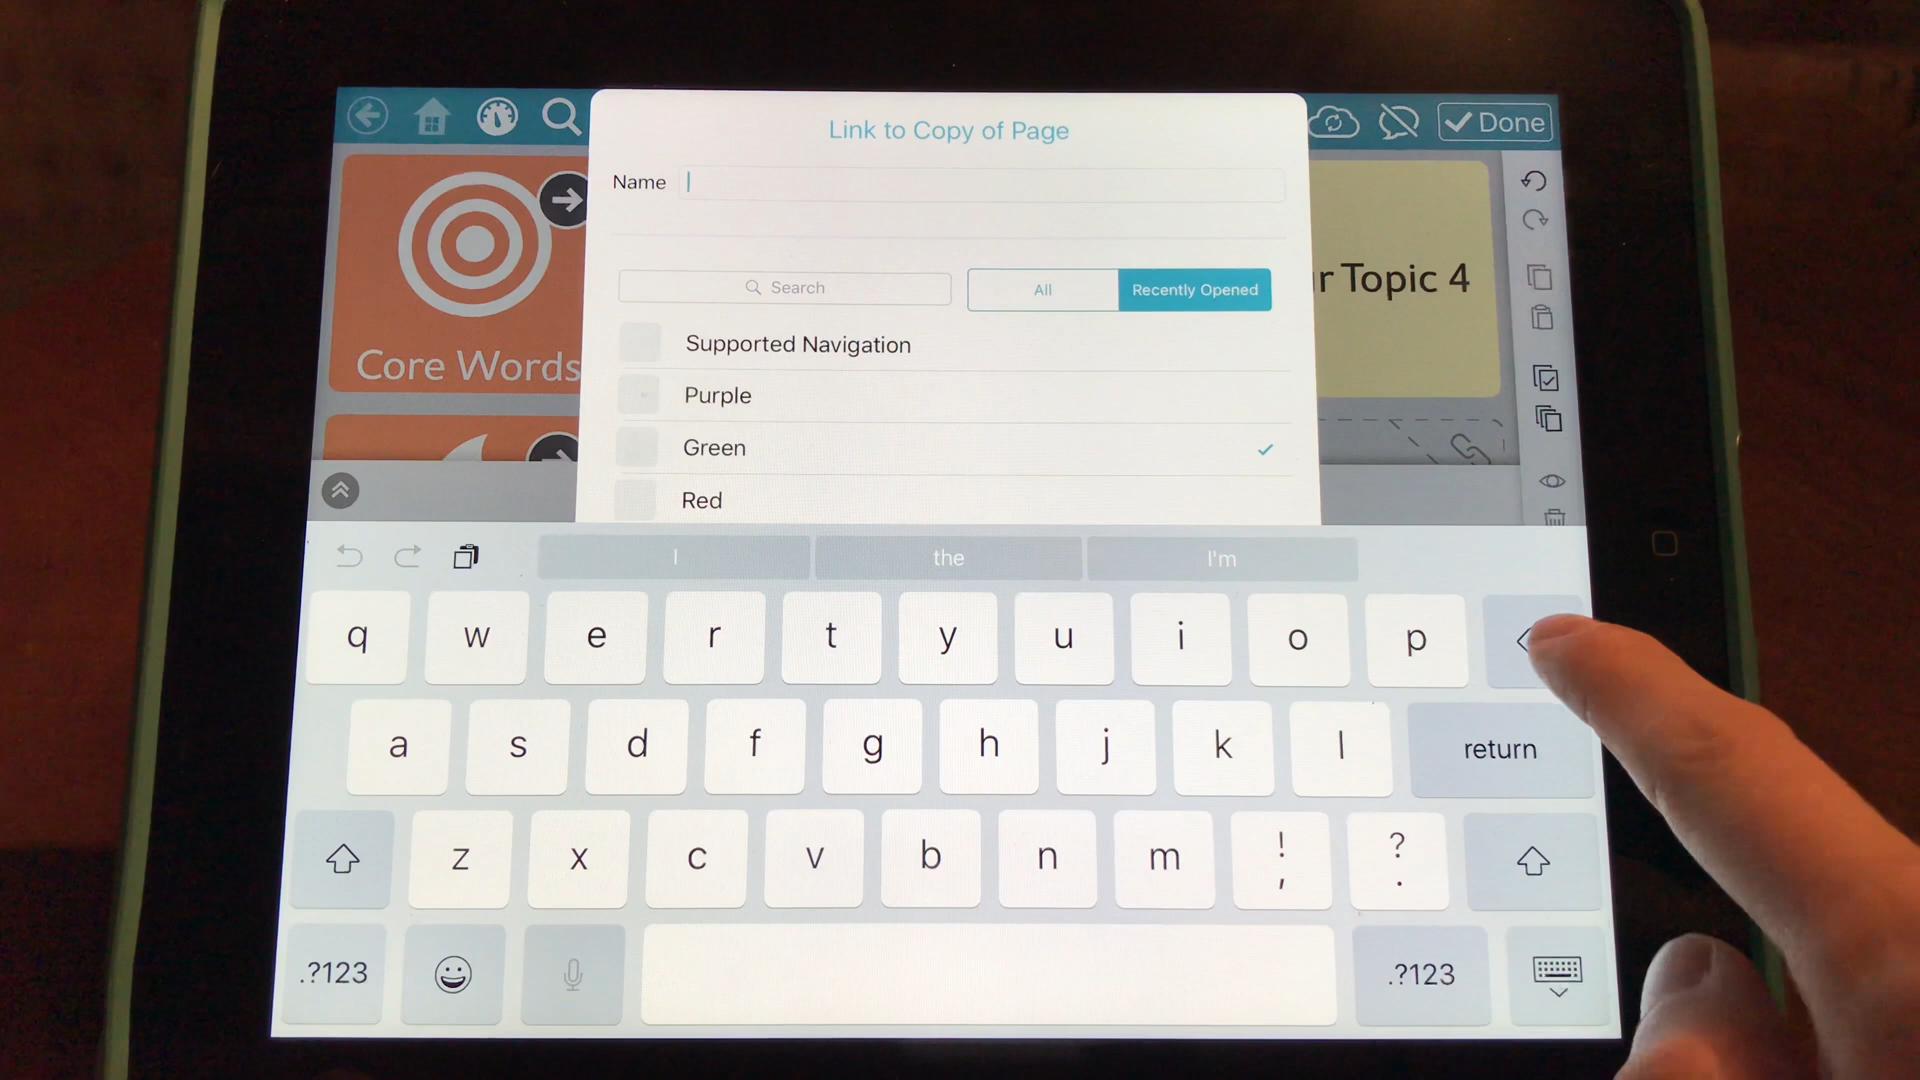 Link to Copy of Page
Done
Name
Search
All
Recently Opened
Core Words
r Topic 4
Supported Navigation
Purple
Green
Red
I
the
I'm
q w e r t y u i o p
a s d f g h j k l
return
z x c v b n m ! , ? .
.?123
.?123